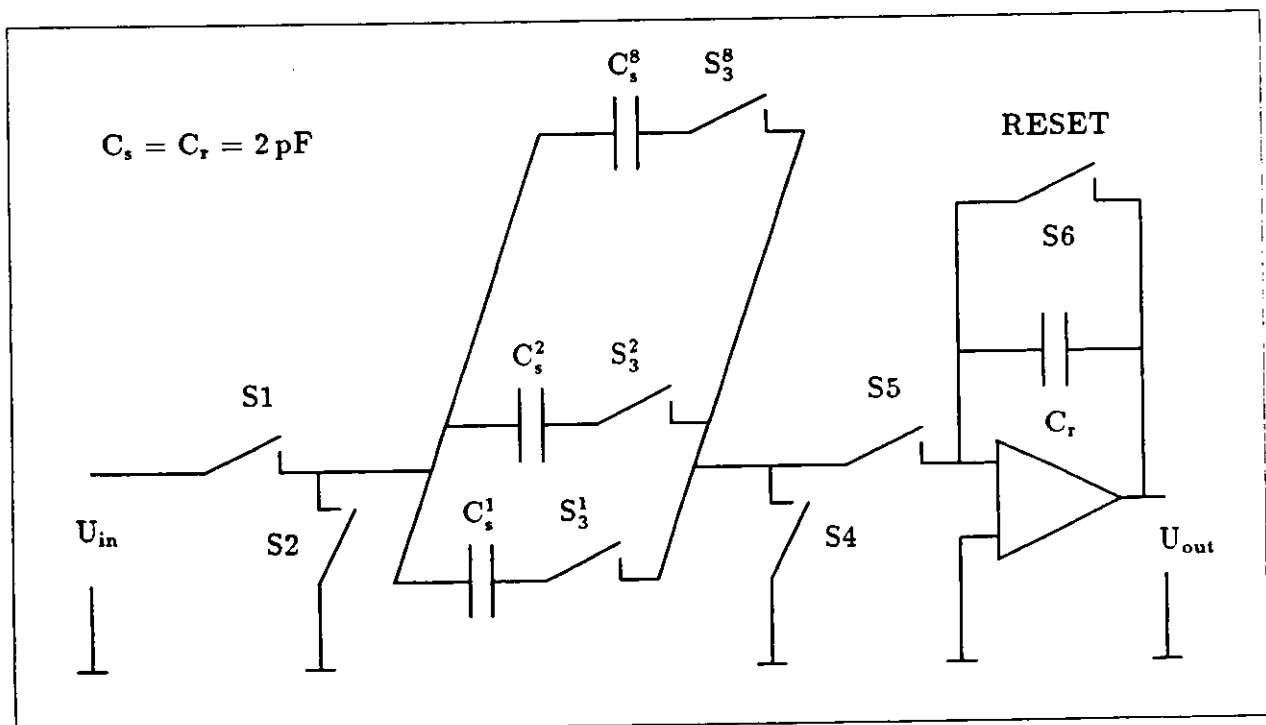 C_s^8
S_3^8
C_s = C_r = 2 pF
RESET
S6
C_s^2
S_3^2
S1
S5
C_r
C_s^1
S_3^1
U_in
S2
S4
U_out